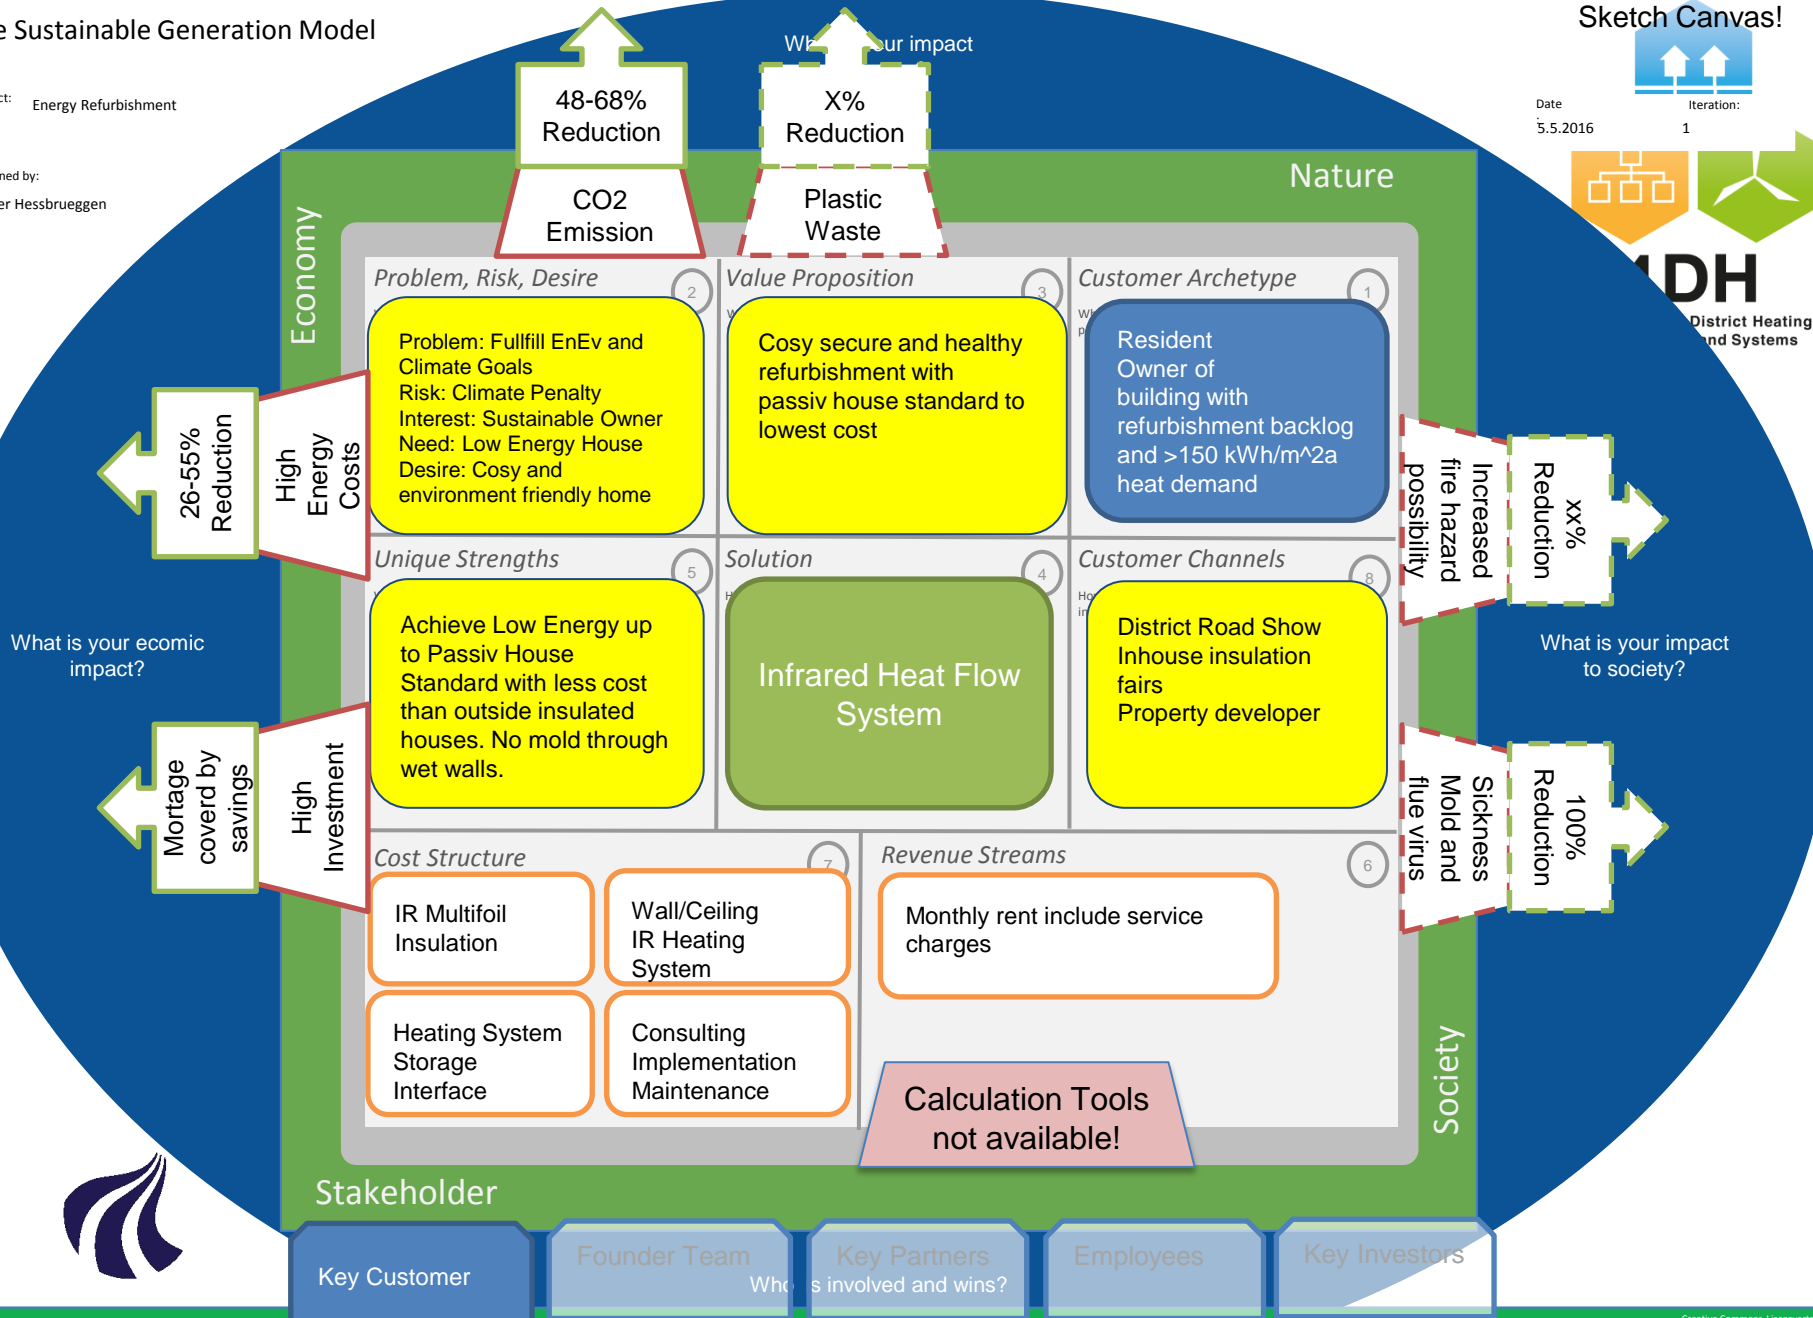 Sustainable Generation Model
Sketch Canvas!
Energy Refurbishment
Date
:
5.5.2016
Iteration:
1
Hessbrueggen
DH
District Heating
and Systems
your impact
48-68%
Reduction
CO2
Emission
X%
Reduction
Plastic
Waste
Nature
Economy
Problem, Risk, Desire
2
Problem: Fullfill EnEv and
Climate Goals
Risk: Climate Penalty
Interest: Sustainable Owner
Need: Low Energy House
Desire: Cosy and
environment friendly home
Value Proposition
3
Cosy secure and healthy
refurbishment with
passiv house standard to
lowest cost
Customer Archetype
1
Resident
Owner of
building with
refurbishment backlog
and >150 kWh/m^2a
heat demand
26-55%
Reduction
High
Energy
Costs
Increased
fire hazard
possibility
xx%
Reduction
Unique Strengths
5
Achieve Low Energy up
to Passiv House
Standard with less cost
than outside insulated
houses. No mold through
wet walls.
Solution
4
Infrared Heat Flow
System
Customer Channels
8
District Road Show
Inhouse insulation
fairs
Property developer
What is your ecomic
impact?
What is your impact
to society?
Mortage
coverd by
savings
High
Investment
Sickness
Mold and
flue virus
100%
Reduction
Cost Structure
7
IR Multifoil
Insulation
Wall/Ceiling
IR Heating
System
Heating System
Storage
Interface
Consulting
Implementation
Maintenance
Revenue Streams
6
Monthly rent include service
charges
Calculation Tools
not available!
Society
Stakeholder
Key Customer
Founder Team
Key Partners
Employees
Key Investors
Who is involved and wins?